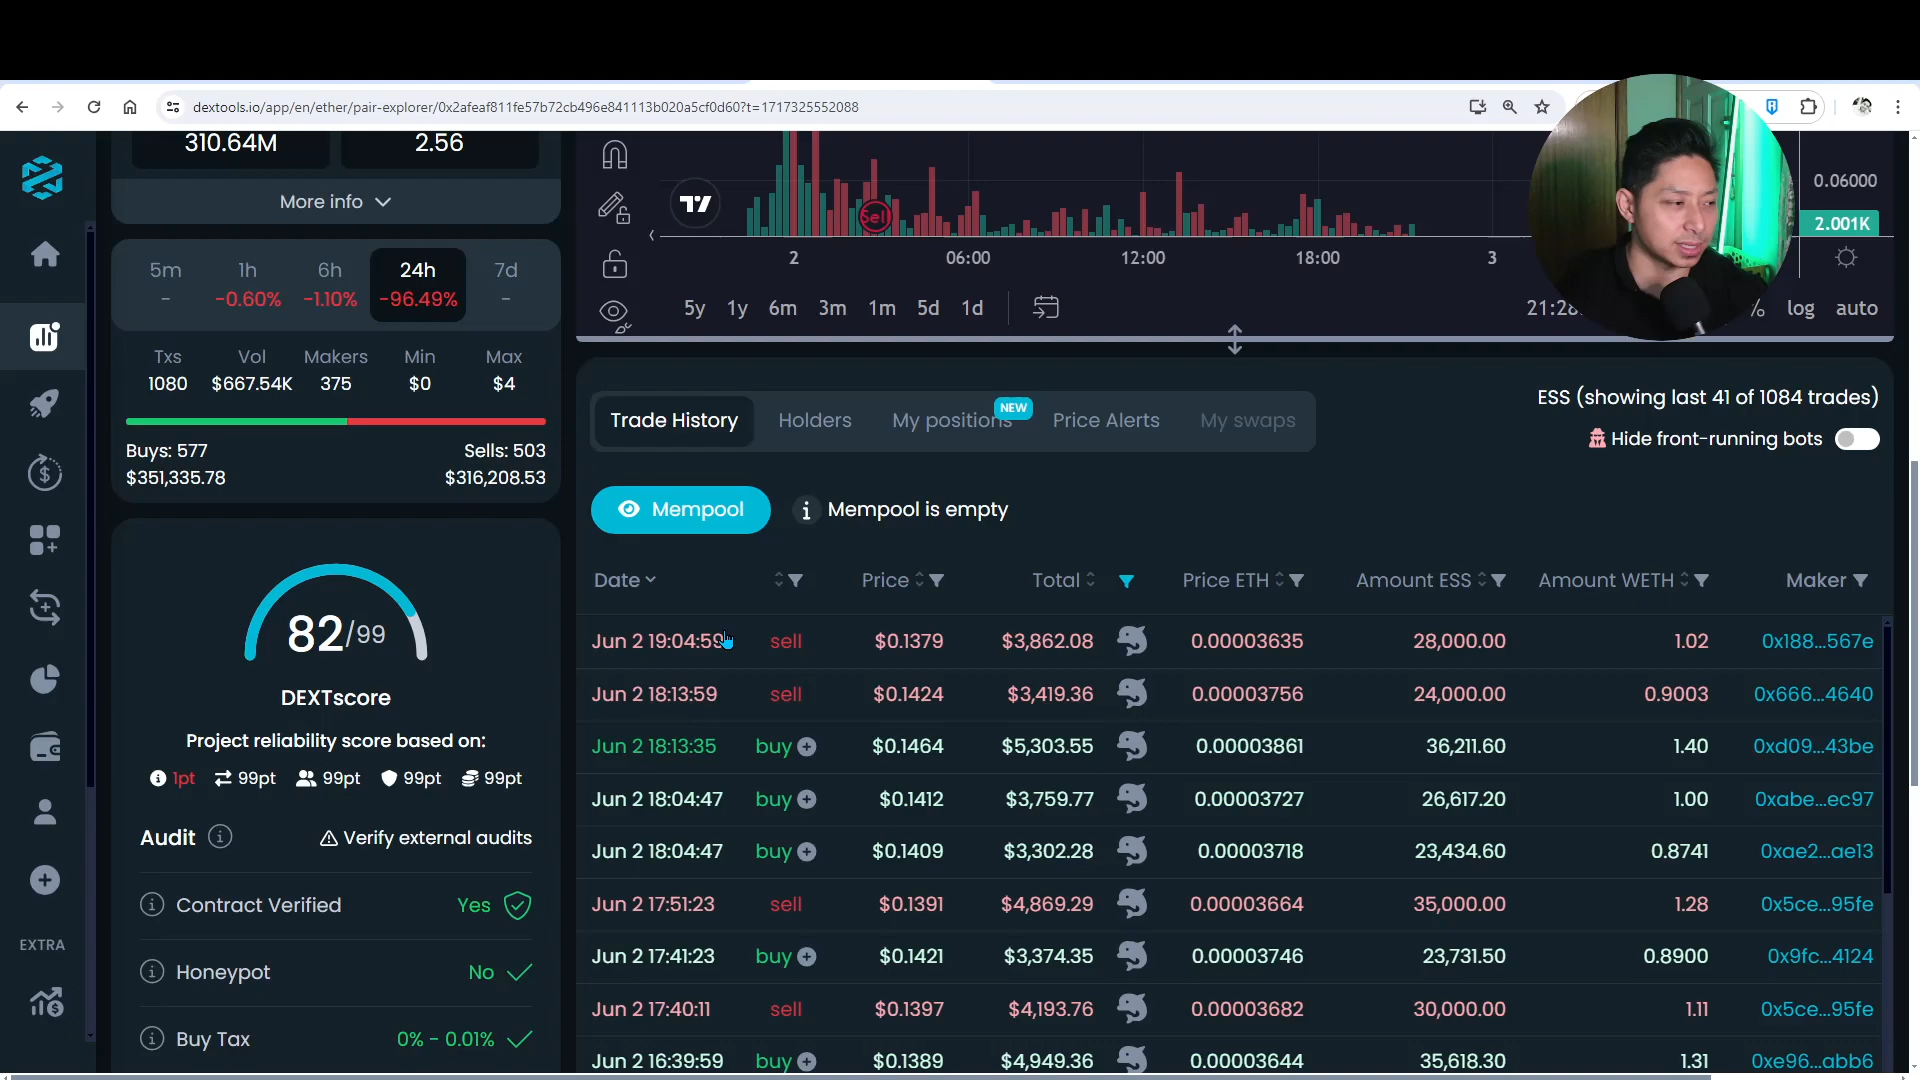 dextools.io/app/en/ether/pair-explorer/0x2afeaf811fe57b72cb496e841113b020a5cf0d60?t=1717325552088
310.64M 2.56
More info
5m 1h 6h 24h 7d
- -0.60% -1.10% -96.49% -
Txs Vol Makers Min Max
1080 $667.54K 375 $0 $4
Buys: 577 Sells: 503
$351,335.78 $316,208.53
82/99
DEXTscore
Project reliability score based on:
1pt 99pt 99pt 99pt 99pt
Audit Verify external audits
Contract Verified Yes
Honeypot No
Buy Tax 0% - 0.01%
EXTRA
Sell
0.06000
2.001K
2 06:00 12:00 18:00 3
5y 1y 6m 3m 1m 5d 1d 21:28: % log auto
Trade History Holders My position NEW Price Alerts My swaps
ESS (showing last 41 of 1084 trades)
Hide front-running bots
Mempool Mempool is empty
Date Price Total Price ETH Amount ESS Amount WETH Maker
Jun 2 19:04:59 sell $0.1379 $3,862.08 0.00003635 28,000.00 1.02 0x188...567e
Jun 2 18:13:59 sell $0.1424 $3,419.36 0.00003756 24,000.00 0.9003 0x666...4640
Jun 2 18:13:35 buy $0.1464 $5,303.55 0.00003861 36,211.60 1.40 0xd09...43be
Jun 2 18:04:47 buy $0.1412 $3,759.77 0.00003727 26,617.20 1.00 0xabe...ec97
Jun 2 18:04:47 buy $0.1409 $3,302.28 0.00003718 23,434.60 0.8741 0xae2...ae13
Jun 2 17:51:23 sell $0.1391 $4,869.29 0.00003664 35,000.00 1.28 0x5ce...95fe
Jun 2 17:41:23 buy $0.1421 $3,374.35 0.00003746 23,731.50 0.8900 0x9fc...4124
Jun 2 17:40:11 sell $0.1397 $4,193.76 0.00003682 30,000.00 1.11 0x5ce...95fe
Jun 2 16:39:59 buy $0.1389 $4,949.36 0.00003644 35,618.30 1.31 0xe96...abb6